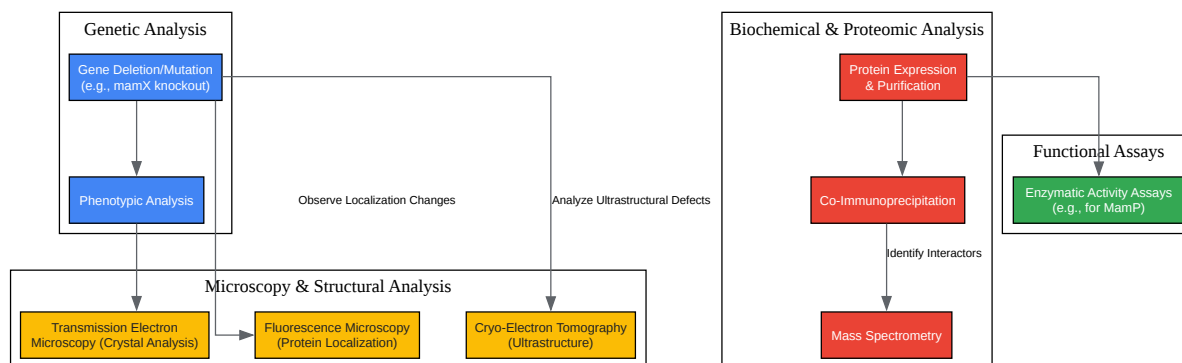 Genetic Analysis
Gene Deletion/Mutation
(e.g., mamX knockout)
Phenotypic Analysis
Observe Localization Changes
Analyze Ultrastructural Defects
Microscopy & Structural Analysis
Transmission Electron
Microscopy (Crystal Analysis)
Fluorescence Microscopy
(Protein Localization)
Cryo-Electron Tomography
(Ultrastructure)
Biochemical & Proteomic Analysis
Protein Expression
& Purification
Co-Immunoprecipitation
Identify Interactors
Mass Spectrometry
Functional Assays
Enzymatic Activity Assays
(e.g., for MamP)